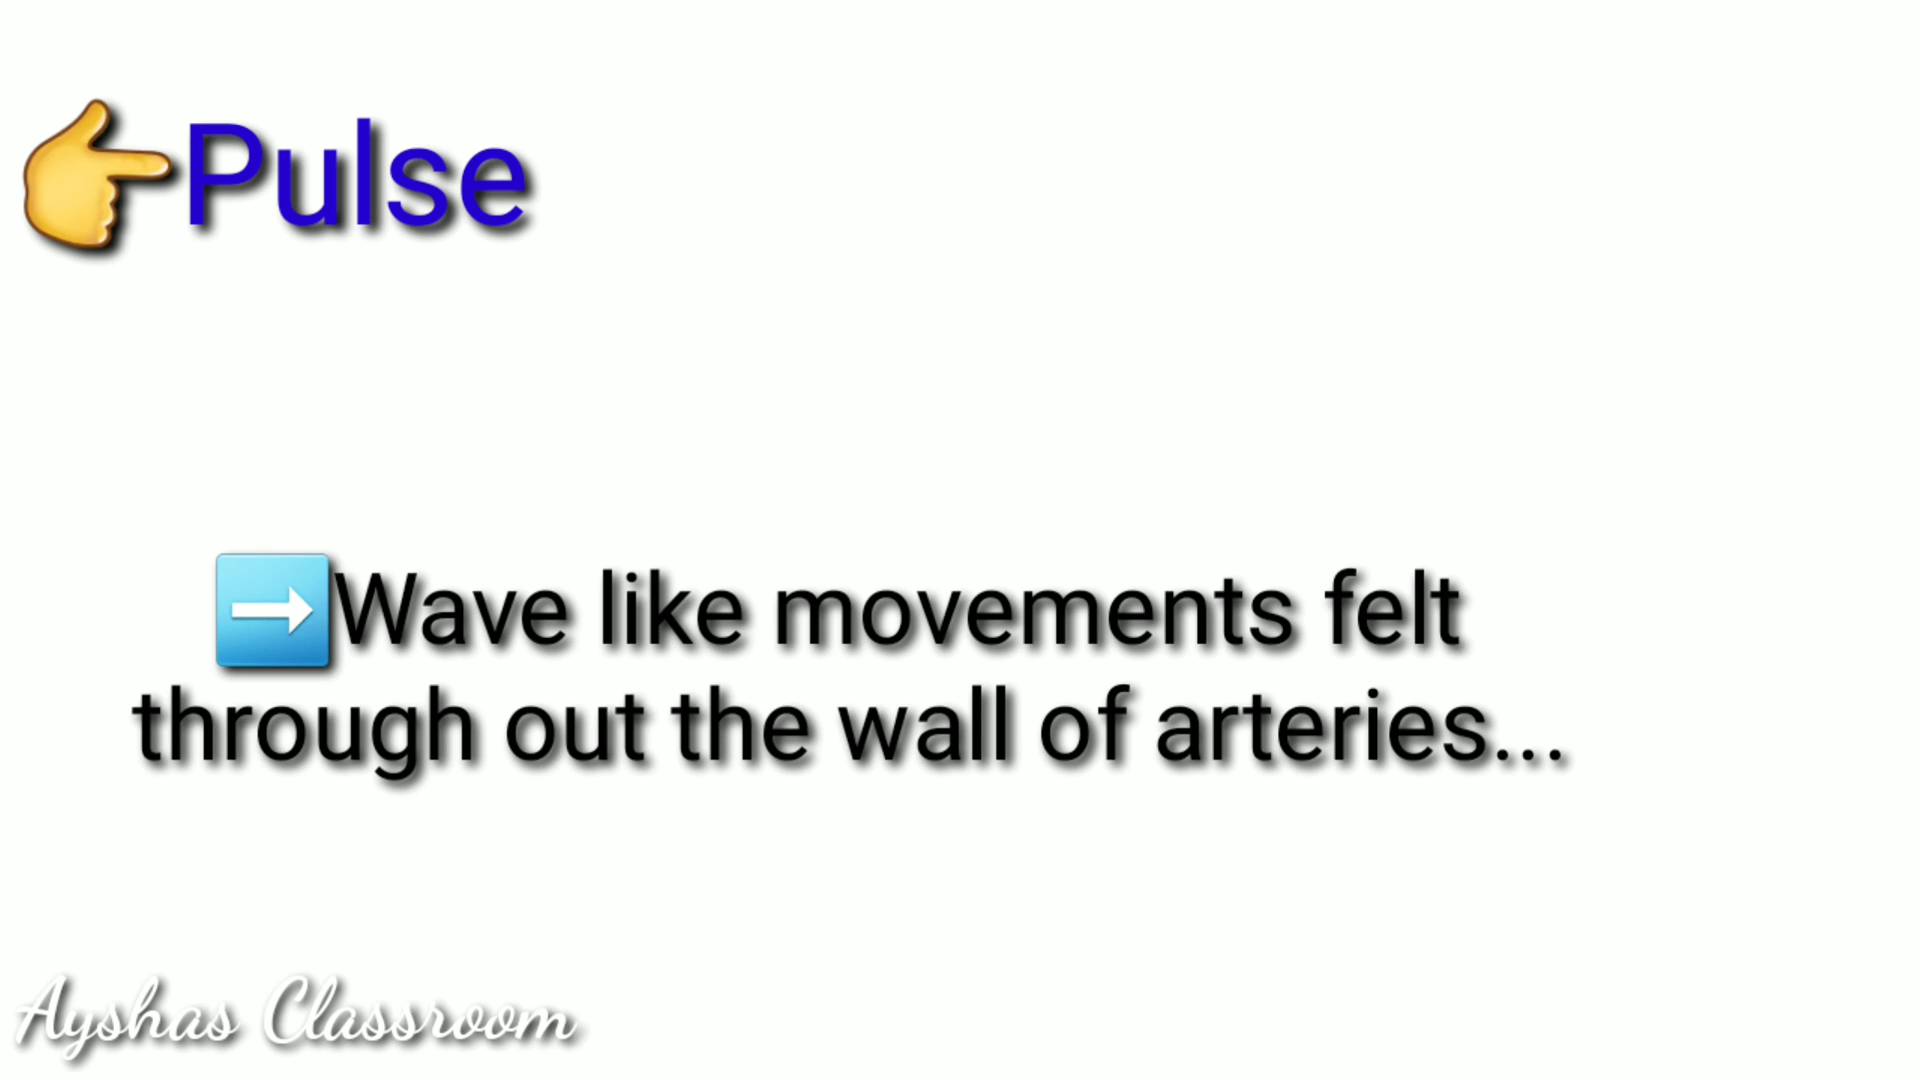 👉Pulse
➡️Wave like movements felt
through out the wall of arteries...
Ayshas Classroom